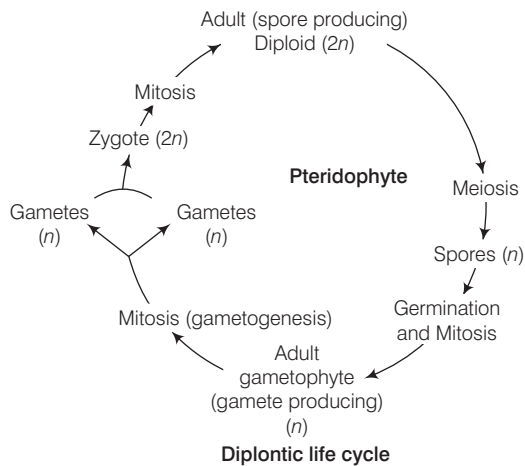 Adult (spore producing)
Diploid (2n)
Mitosis
Zygote (2n)
Pteridophyte
Meiosis
Gametes
(n)
Gametes
(n)
Spores (n)
Germination
and Mitosis
Mitosis (gametogenesis)
Adult
gametophyte
(gamete producing)
(n)
Diplontic life cycle